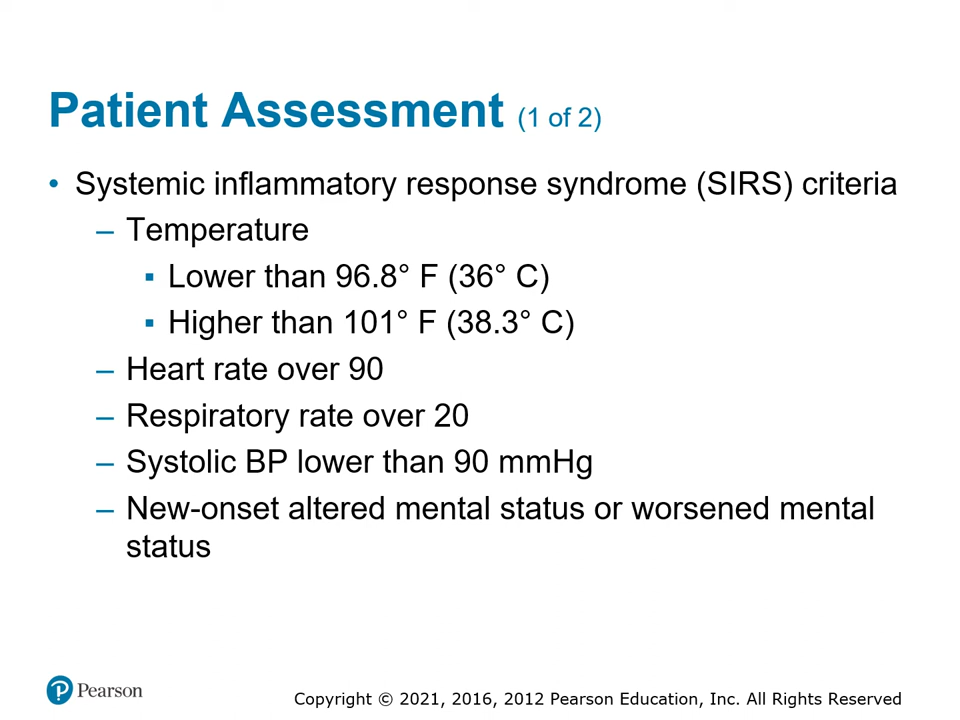 Patient Assessment (1 of 2)
• Systemic inflammatory response syndrome (SIRS) criteria
– Temperature
▪ Lower than 96.8° F (36° C)
▪ Higher than 101° F (38.3° C)
– Heart rate over 90
– Respiratory rate over 20
– Systolic BP lower than 90 mmHg
– New-onset altered mental status or worsened mental
status
Pearson
Copyright © 2021, 2016, 2012 Pearson Education, Inc. All Rights Reserved